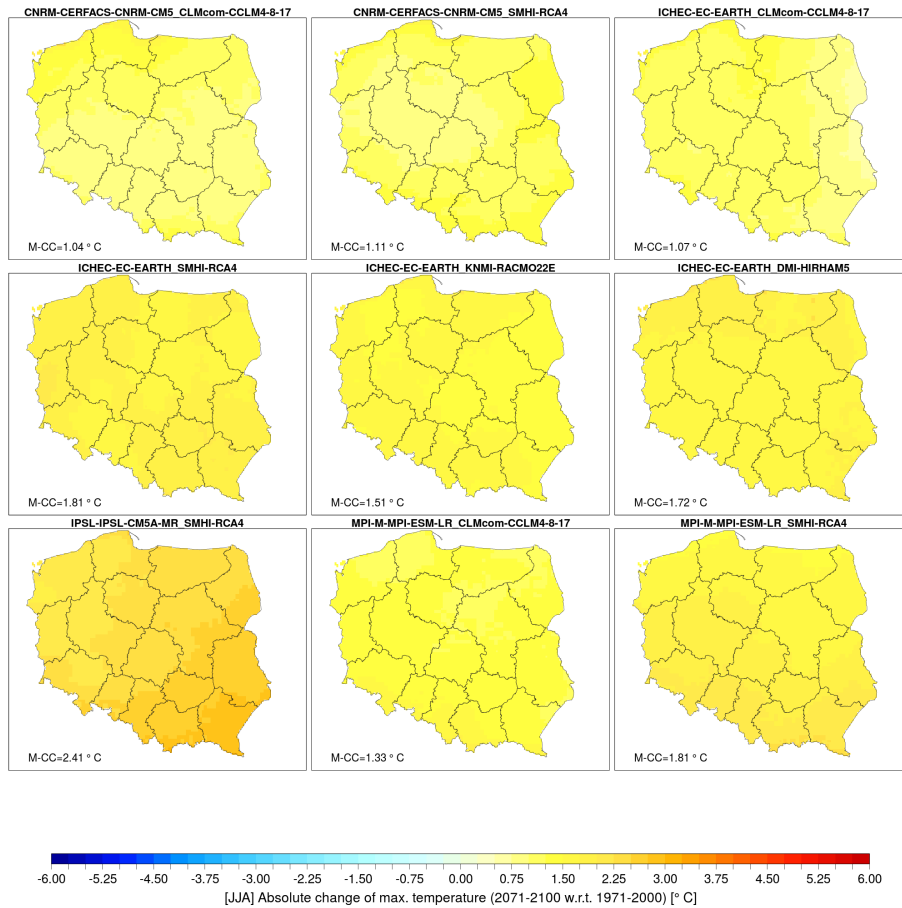 CNRM-CERFACS-CNRM-CM5_CLMcom-CCLM4-8-17
CNRM-CERFACS-CNRM-CM5_SMHI-RCA4
ICHEC-EC-EARTH_CLMcom-CCLM4-8-17
M-CC=1.04 ° C
M-CC=1.11 ° C
M-CC=1.07 ° C
ICHEC-EC-EARTH_SMHI-RCA4
ICHEC-EC-EARTH_KNMI-RACMO22E
ICHEC-EC-EARTH_DMI-HIRHAM5
M-CC=1.81 ° C
M-CC=1.51 ° C
M-CC=1.72 ° C
IPSL-IPSL-CM5A-MR_SMHI-RCA4
MPI-M-MPI-ESM-LR_CLMcom-CCLM4-8-17
MPI-M-MPI-ESM-LR_SMHI-RCA4
M-CC=2.41 ° C
M-CC=1.33 ° C
M-CC=1.81 ° C
-6.00 -5.25 -4.50 -3.75 -3.00 -2.25 -1.50 -0.75 0.00 0.75 1.50 2.25 3.00 3.75 4.50 5.25 6.00
[JJA] Absolute change of max. temperature (2071-2100 w.r.t. 1971-2000) [° C]